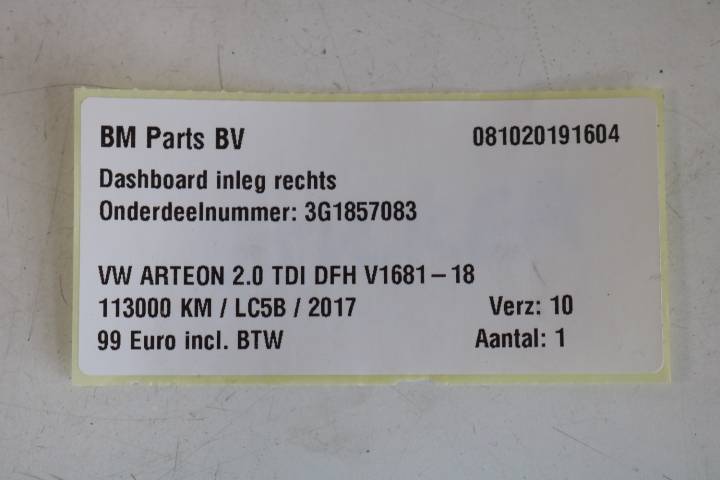 BM Parts BV 081020191604
Dashboard inleg rechts
Onderdeelnummer: 3G1857083
VW ARTEON 2.0 TDI DFH V1681-18
113000 KM / LC5B / 2017 Verz: 10
99 Euro incl. BTW Aantal: 1